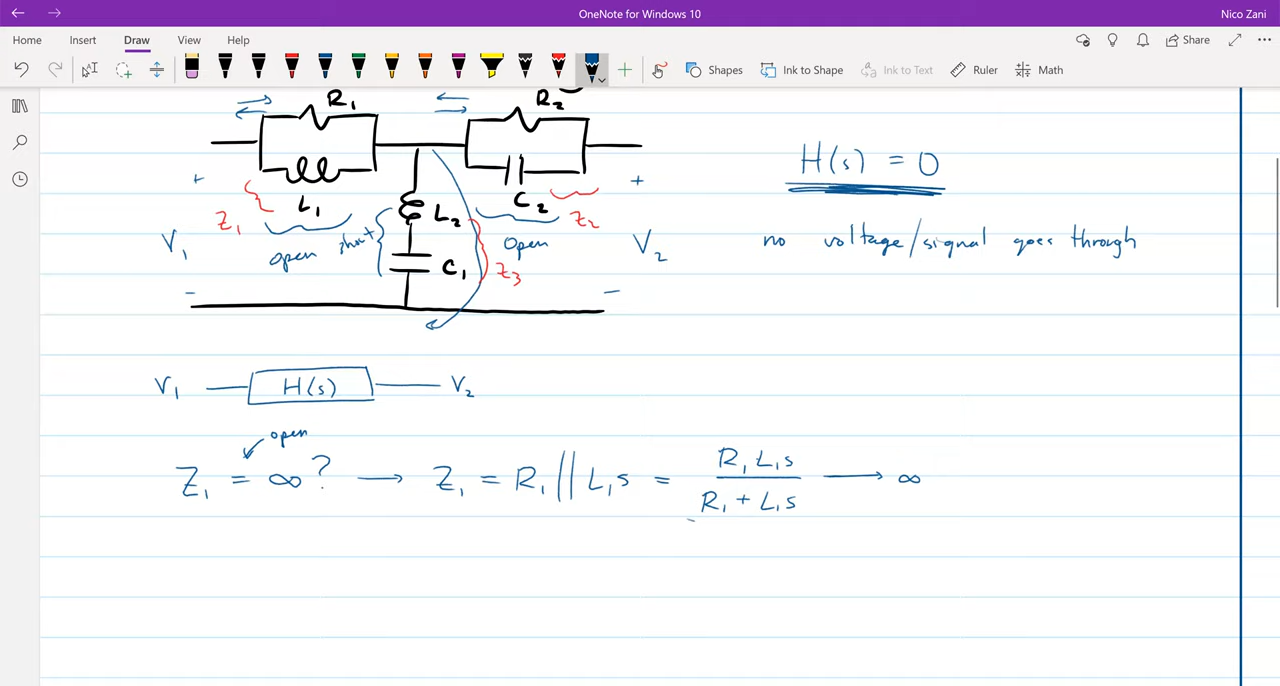 OneNote for Windows 10
Nico Zani
Home Insert Draw View Help
Share
Shapes Ink to Shape Ink to Text Ruler Math
R₁ R₂
L₁ C₂
Z₁ Z₂
+ +
V₁ open short L₂ open V₂
C₁ Z₃
- -
H(s) = 0
no voltage/signal goes through
V₁ H(s) V₂
open
Z₁ = ∞ ? → Z₁ = R₁ || L₁s = R₁L₁s / R₁ + L₁s → ∞